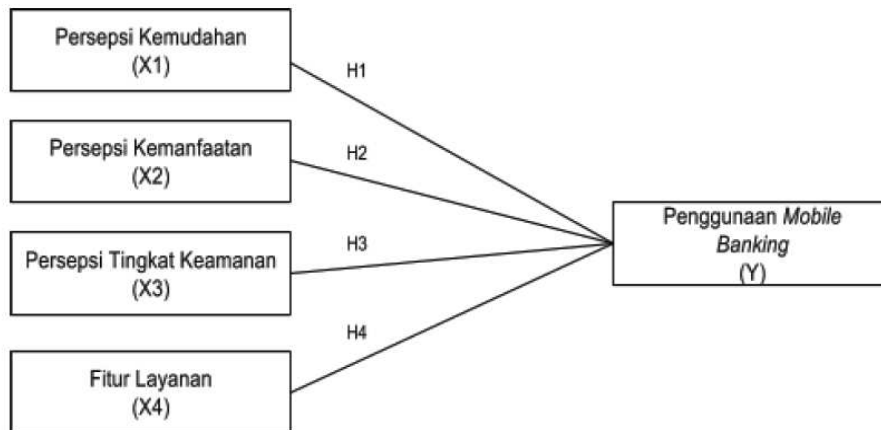 Persepsi Kemudahan
(X1)
H1
Persepsi Kemanfaatan
(X2)
H2
Persepsi Tingkat Keamanan
(X3)
H3
Fitur Layanan
(X4)
H4
Penggunaan Mobile
Banking
(Y)